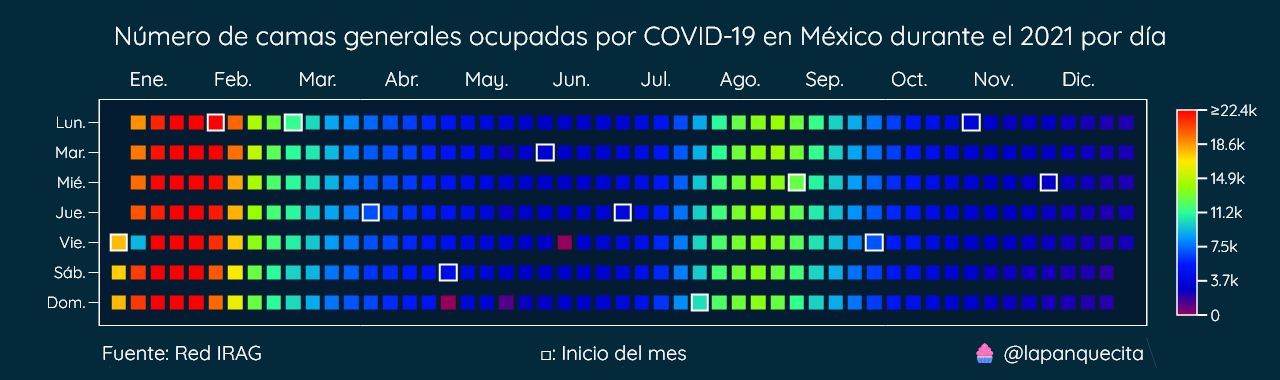 Número de camas generales ocupadas por COVID-19 en México durante el 2021 por día
Ene. Feb. Mar. Abr. May. Jun. Jul. Ago. Sep. Oct. Nov. Dic.
Lun.
Mar.
Mié.
Jue.
Vie.
Sáb.
Dom.
≥22.4k
18.6k
14.9k
11.2k
7.5k
3.7k
0
Fuente: Red IRAG
□: Inicio del mes
🧁 @lapanquecita